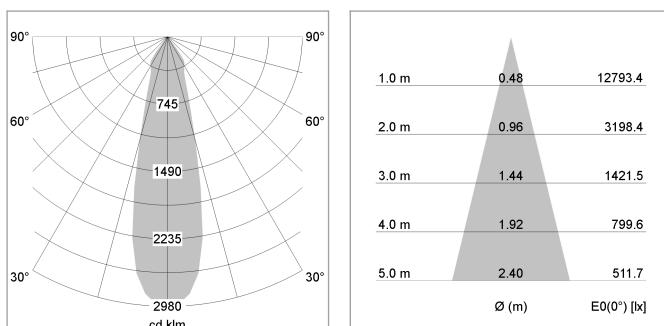 90° 90°
745
60° 60°
1490
2235
30° 30°
2980
cd klm
1.0 m 0.48 12793.4
2.0 m 0.96 3198.4
3.0 m 1.44 1421.5
4.0 m 1.92 799.6
5.0 m 2.40 511.7
Ø (m) E0(0°) [lx]